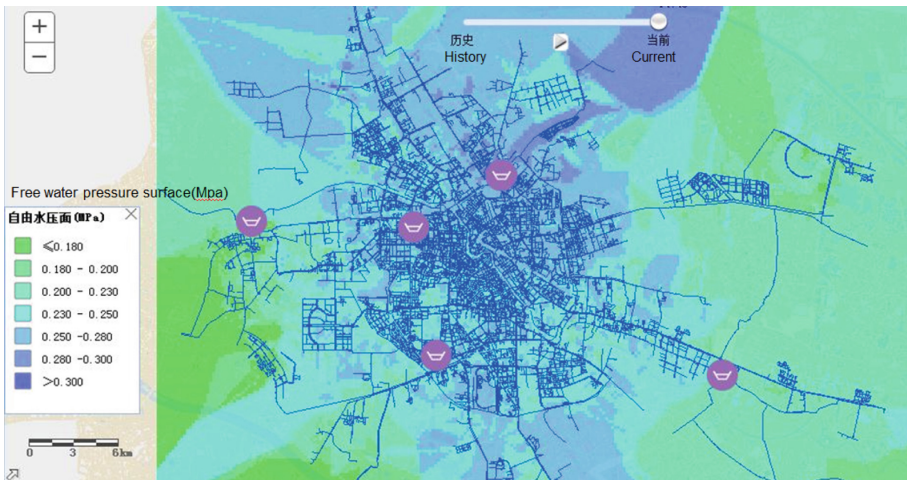 +
−
历史
当前
History
Current
Free water pressure surface(Mpa)
自由水压面(MPa)
⩽0.180
0.180 - 0.200
0.200 - 0.230
0.230 - 0.250
0.250 -0.280
0.280 -0.300
>0.300
0 3 6km